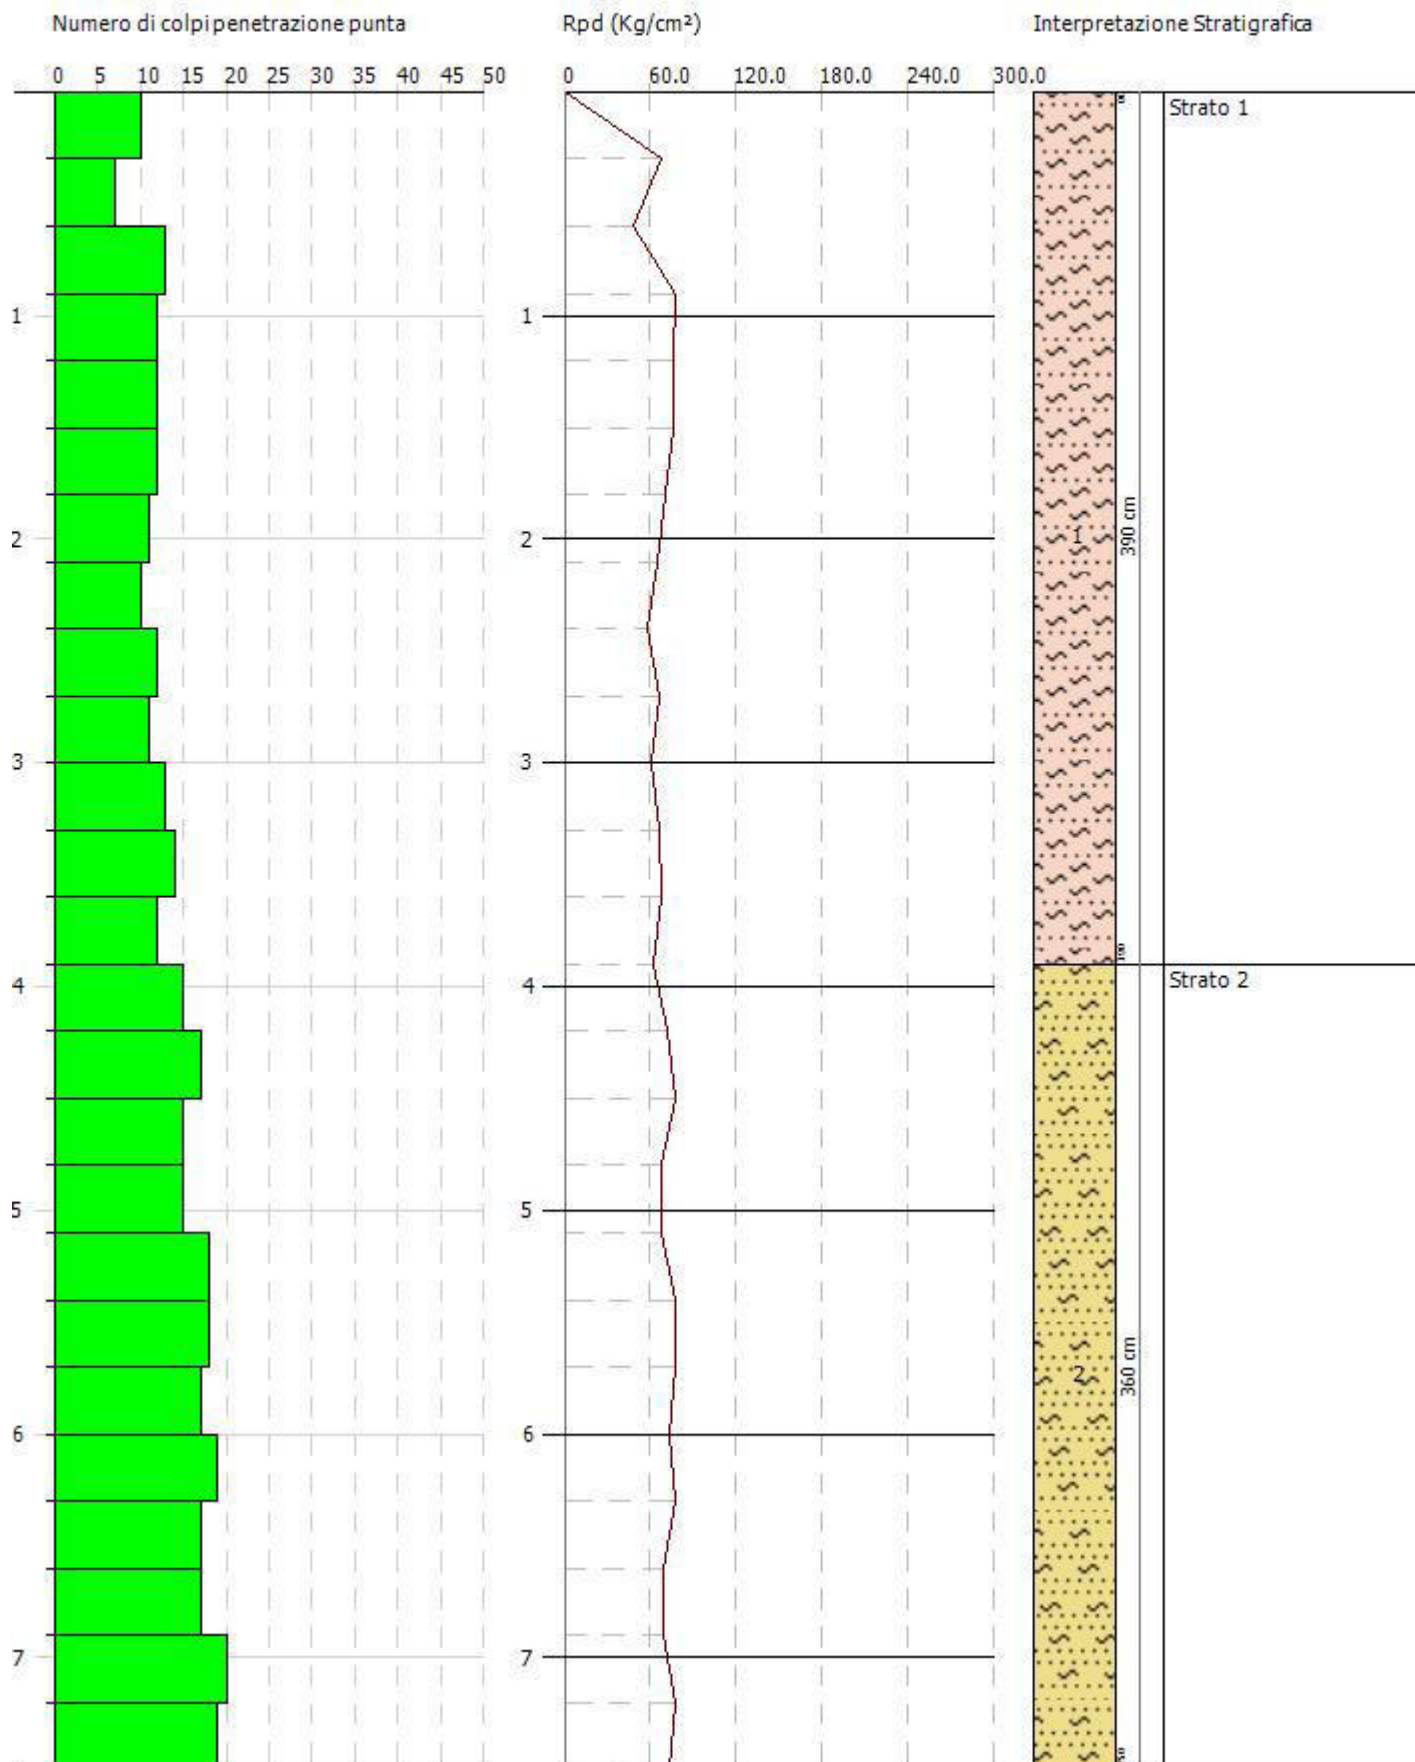 Numero di colpi penetrazione punta
Rpd (Kg/cm²)
Interpretazione Stratigrafica
0 5 10 15 20 25 30 35 40 45 50
0 60.0 120.0 180.0 240.0 300.0
Strato 1
1 1
2 2
1
390 cm
3 3
Strato 2
4 4
5 5
2
360 cm
6 6
7 7